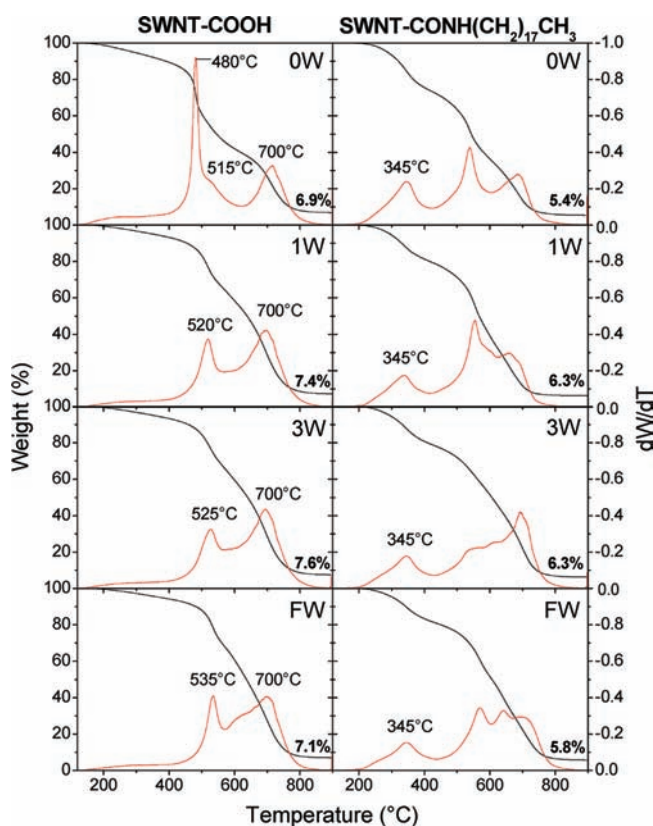 SWNT-COOH SWNT-CONH(CH2)17CH3
100 0W 0W -1.0
480°C
80 -0.8
60 -0.6
515°C 700°C
40 345°C -0.4
20 -0.2
6.9% 5.4%
100 1W 1W 0.0
80 -0.8
60 700°C -0.6
520°C
40 345°C -0.4
20 -0.2
7.4% 6.3%
100 3W 3W 0.0
80 -0.8
60 700°C -0.6
525°C
40 345°C -0.4
20 -0.2
7.6% 6.3%
100 FW FW 0.0
80 -0.8
60 -0.6
535°C 700°C
40 345°C -0.4
20 -0.2
7.1% 5.8%
0 0.0
200 400 600 800 200 400 600 800
Temperature (°C)
Weight (%)
dW/dT